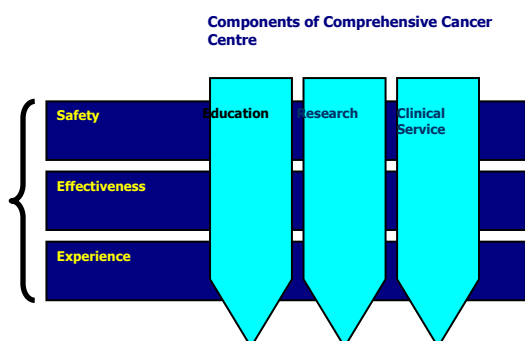 Components of Comprehensive Cancer
Centre
Education
Research
Clinical
Service
Safety
Effectiveness
Experience